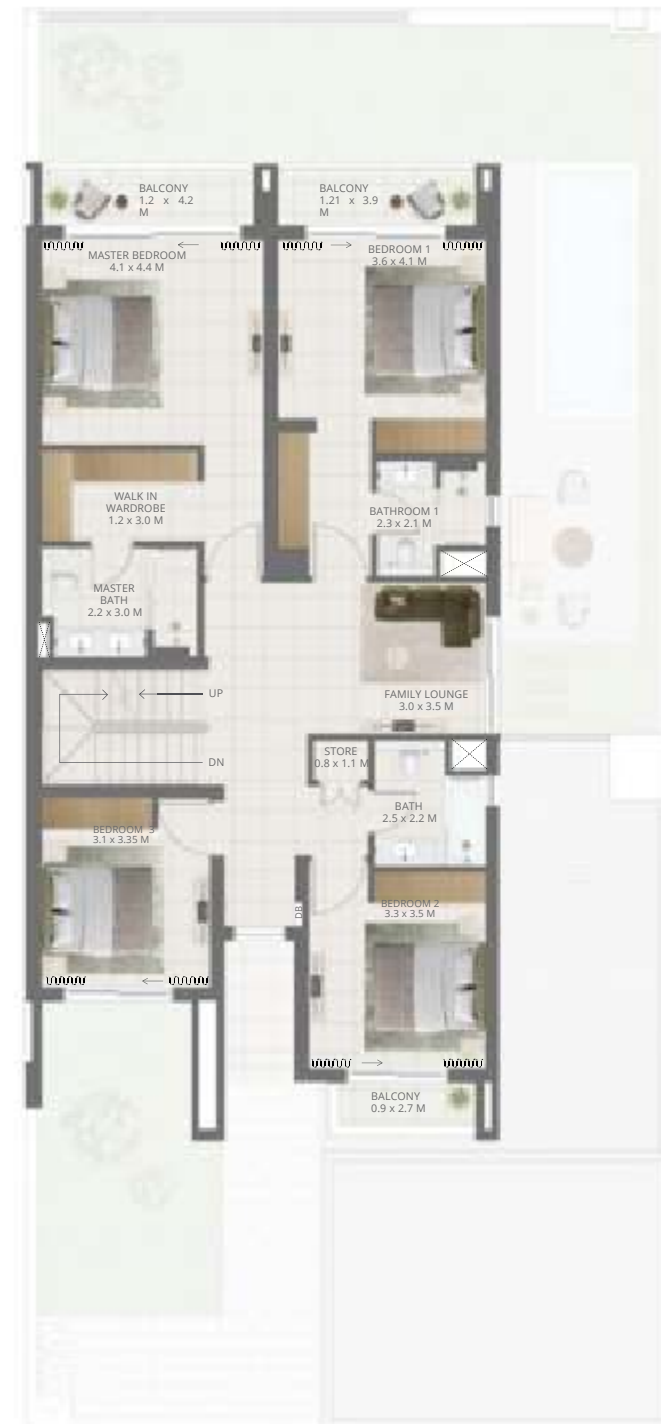 BALCONY
1.2 x 4.2
M
BALCONY
1.21 x 3.9
M
MASTER BEDROOM
4.1 x 4.4 M
BEDROOM 1
3.6 x 4.1 M
WALK IN
WARDROBE
1.2 x 3.0 M
BATHROOM 1
2.3 x 2.1 M
MASTER
BATH
2.2 x 3.0 M
UP
FAMILY LOUNGE
3.0 x 3.5 M
DN
STORE
0.8 x 1.1 M
BATH
2.5 x 2.2 M
BEDROOM 3
3.1 x 3.35 M
DB
BEDROOM 2
3.3 x 3.5 M
BALCONY
0.9 x 2.7 M